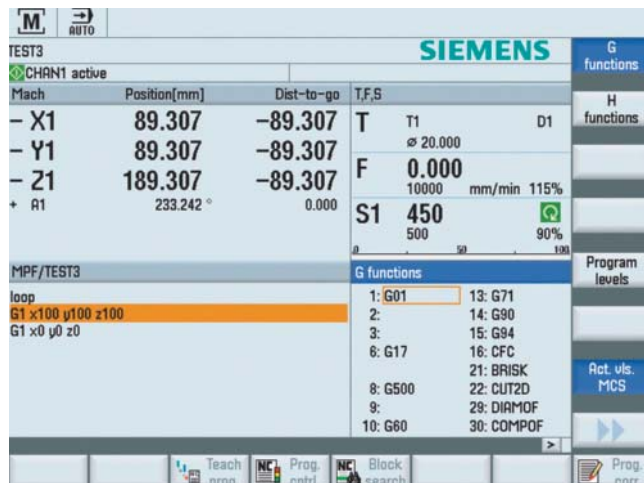 M AUTO
TEST3 SIEMENS
CHAN1 active
G functions
Mach Position[mm] Dist-to-go T,F,S
H functions
- X1 89.307 -89.307 T T1 D1
ø 20.000
- Y1 89.307 -89.307
F 0.000
10000 mm/min 115%
- Z1 189.307 -89.307
+ A1 233.242 ° 0.000
S1 450
500 90%
0 50 100
Program levels
MPF/TEST3 G functions
loop
G1 x100 y100 z100
G1 x0 y0 z0
1: G01 13: G71
2: 14: G90
3: 15: G94
6: G17 16: CFC
21: BRISK
8: G500 22: CUT2D
9: 29: DIAMOF
10: G60 30: COMPOF
Act. vls. MCS
>
Teach prog. NC Prog. cntrl. NC Block search Prog. corr.